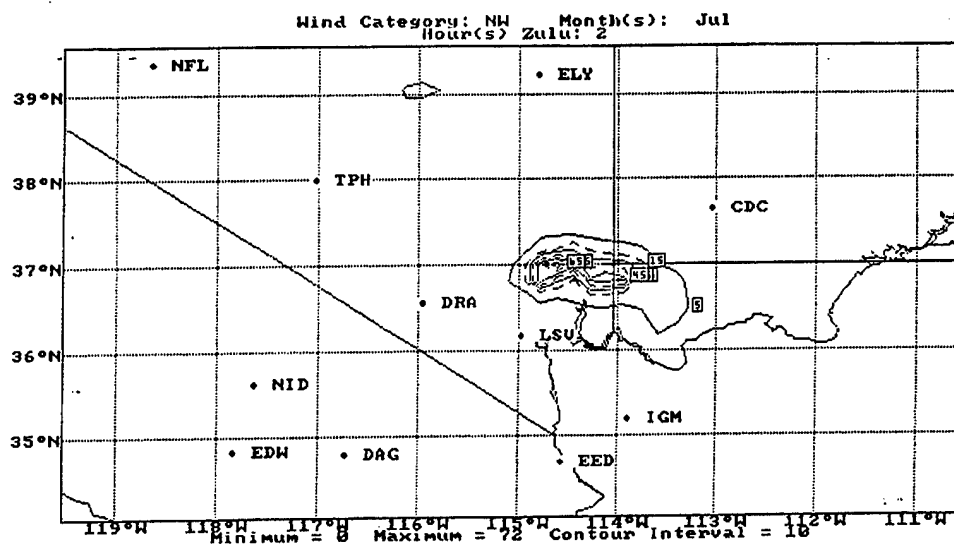 Wind Category: NW Month(s): Jul
Hour(s) Zulu: 2
NFL
ELY
39°N
TPH
38°N
CDC
65
15
37°N
45
DRA
5
LSV
36°N
NID
IGM
35°N
EDW
DAG
EED
119°W 118°W 117°W 116°W 115°W 114°W 113°W 112°W 111°W
Minimum = 0 Maximum = 72 Contour Interval = 10